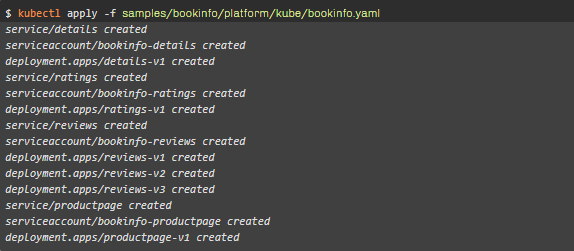 $ kubectl apply -f samples/bookinfo/platform/kube/bookinfo.yaml
service/details created
serviceaccount/bookinfo-details created
deployment.apps/details-v1 created
service/ratings created
serviceaccount/bookinfo-ratings created
deployment.apps/ratings-v1 created
service/reviews created
serviceaccount/bookinfo-reviews created
deployment.apps/reviews-v1 created
deployment.apps/reviews-v2 created
deployment.apps/reviews-v3 created
service/productpage created
serviceaccount/bookinfo-productpage created
deployment.apps/productpage-v1 created